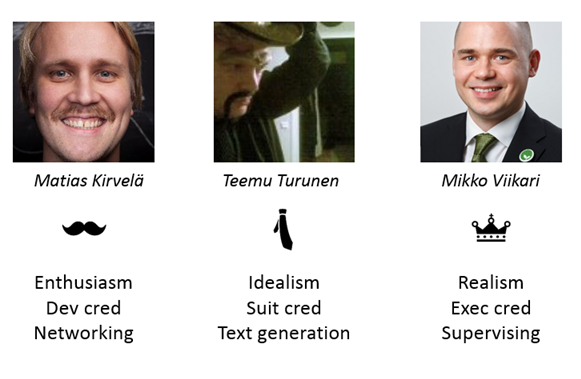 Matias Kirvelä
Teemu Turunen
Mikko Viikari
Enthusiasm
Dev cred
Networking
Idealism
Suit cred
Text generation
Realism
Exec cred
Supervising